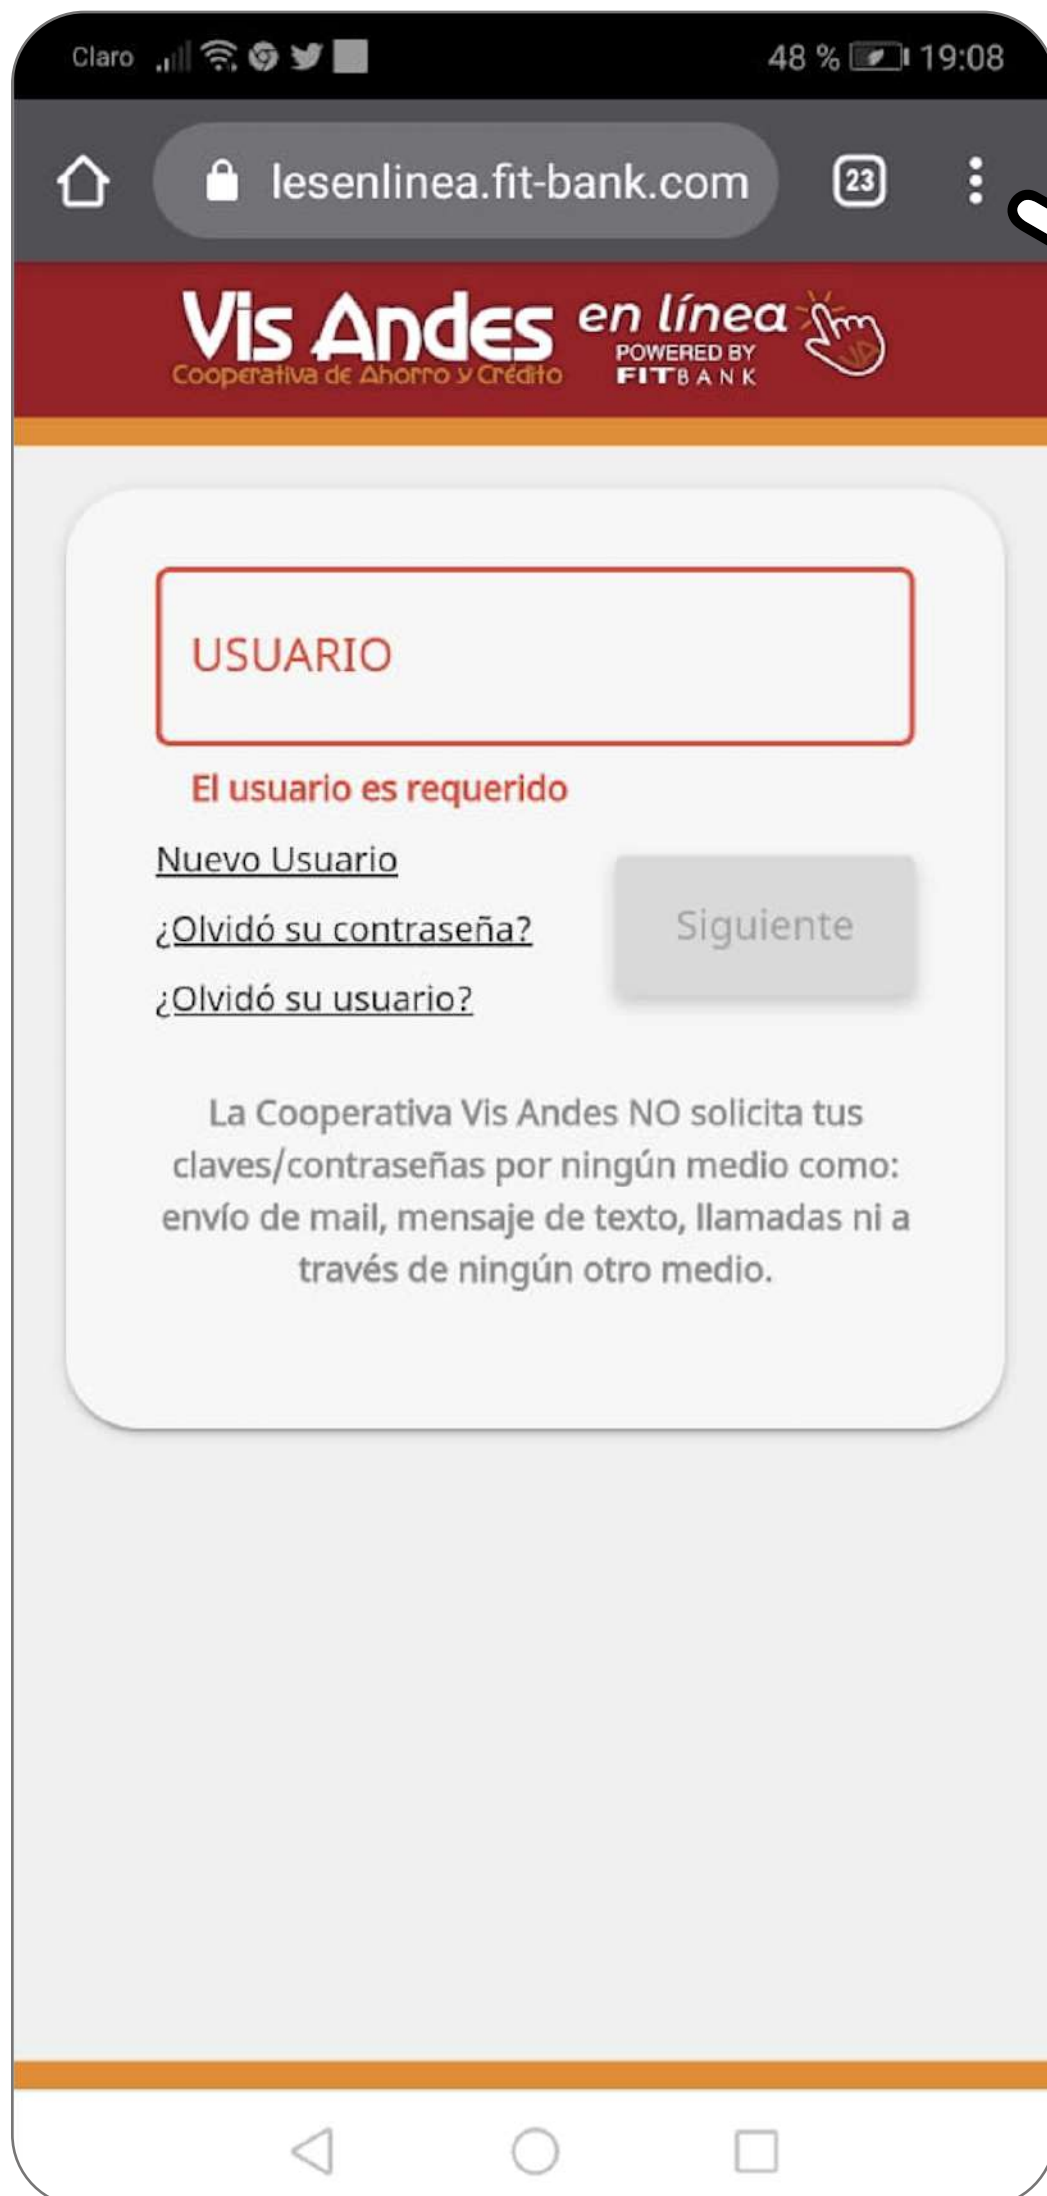 Claro 48 % 19:08
lesenlinea.fit-bank.com 23
Vis Andes en línea
Cooperativa de Ahorro y Crédito POWERED BY
FITBANK
VA
USUARIO
El usuario es requerido
Nuevo Usuario
¿Olvidó su contraseña?
Siguiente
¿Olvidó su usuario?
La Cooperativa Vis Andes NO solicita tus
claves/contraseñas por ningún medio como:
envío de mail, mensaje de texto, llamadas ni a
través de ningún otro medio.